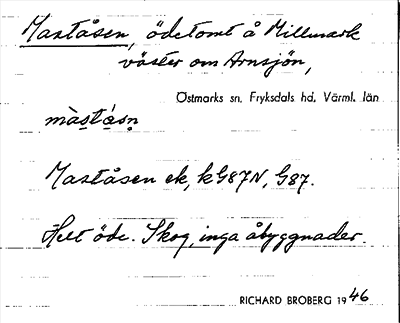 Maståsen, ödetomt å Millmark
väster om Arnsjön,
Östmarks sn. Fryksdals hd. Värml. län
màstǻsn̥
Maståsen ek, kG87N, G87.
Helt öde. Skog, inga åbyggnader.
RICHARD BROBERG 1946